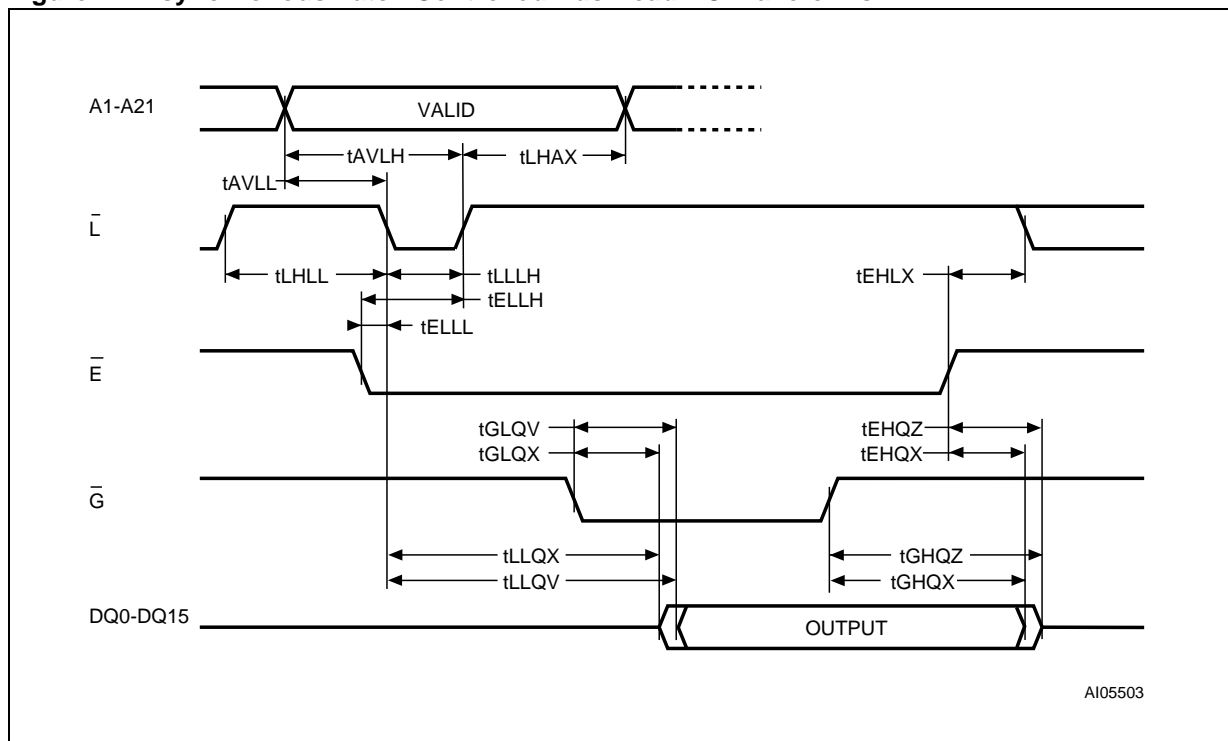 A1-A21
VALID
tAVLH
tLHAX
tAVLL
L̅
tLHLL
tLLLH
tEHLX
tELLH
tELLL
E̅
tGLQV
tEHQZ
tGLQX
tEHQX
G̅
tLLQX
tGHQZ
tLLQV
tGHQX
DQ0-DQ15
OUTPUT
AI05503